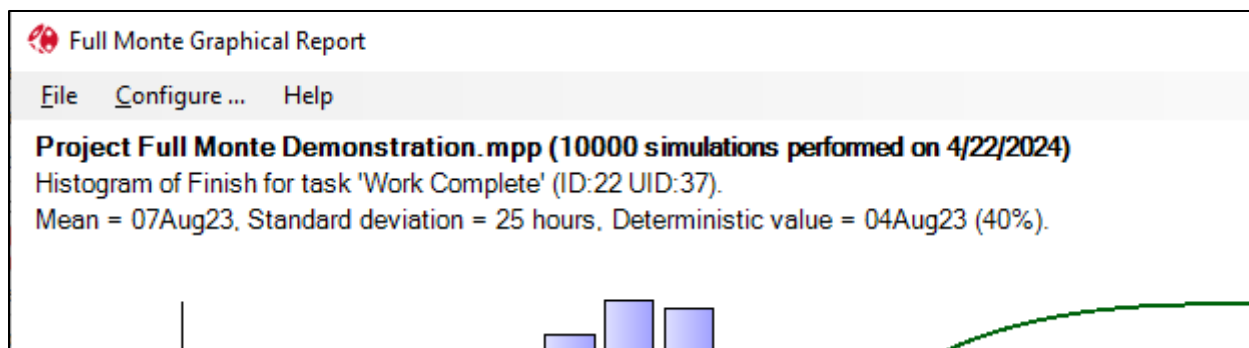 Full Monte Graphical Report
File Configure ... Help
Project Full Monte Demonstration.mpp (10000 simulations performed on 4/22/2024)
Histogram of Finish for task 'Work Complete' (ID:22 UID:37).
Mean = 07Aug23, Standard deviation = 25 hours, Deterministic value = 04Aug23 (40%).